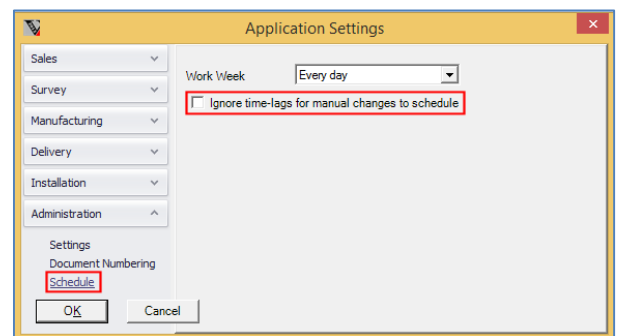 Application Settings
Sales
Survey
Manufacturing
Delivery
Installation
Administration
Settings
Document Numbering
Schedule
OK
Cancel
Work Week
Every day
Ignore time-lags for manual changes to schedule